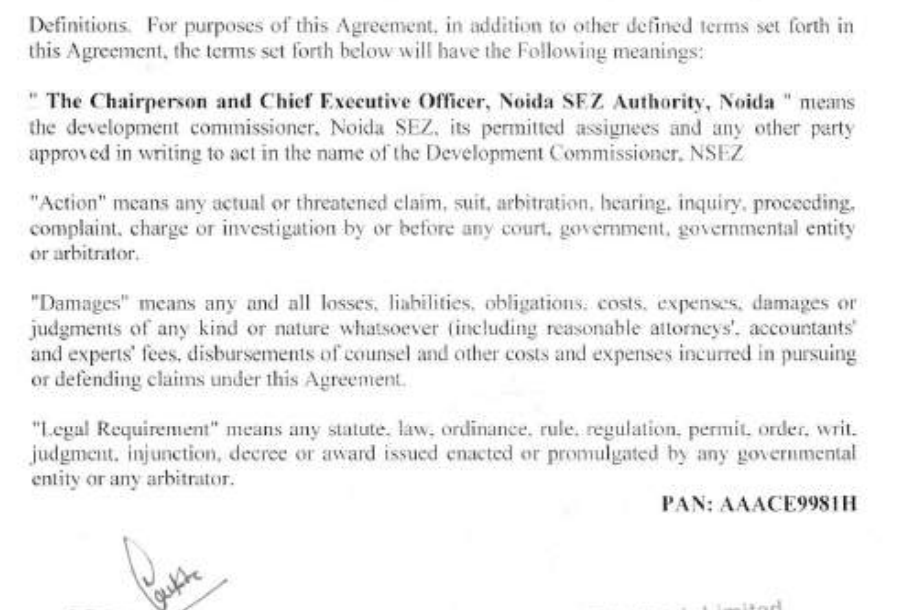 Definitions. For purposes of this Agreement, in addition to other defined terms set forth in
this Agreement, the terms set forth below will have the Following meanings:
" The Chairperson and Chief Executive Officer, Noida SEZ Authority, Noida " means
the development commissioner, Noida SEZ, its permitted assignees and any other party
approved in writing to act in the name of the Development Commissioner, NSEZ
"Action" means any actual or threatened claim, suit, arbitration, hearing, inquiry, proceeding,
complaint, charge or investigation by or before any court, government, governmental entity
or arbitrator.
"Damages" means any and all losses, liabilities, obligations, costs, expenses, damages or
judgments of any kind or nature whatsoever (including reasonable attorneys', accountants'
and experts' fees, disbursements of counsel and other costs and expenses incurred in pursuing
or defending claims under this Agreement.
"Legal Requirement" means any statute, law, ordinance, rule, regulation, permit, order, writ,
judgment, injunction, decree or award issued enacted or promulgated by any governmental
entity or any arbitrator.
PAN: AAACE9981H
Limited